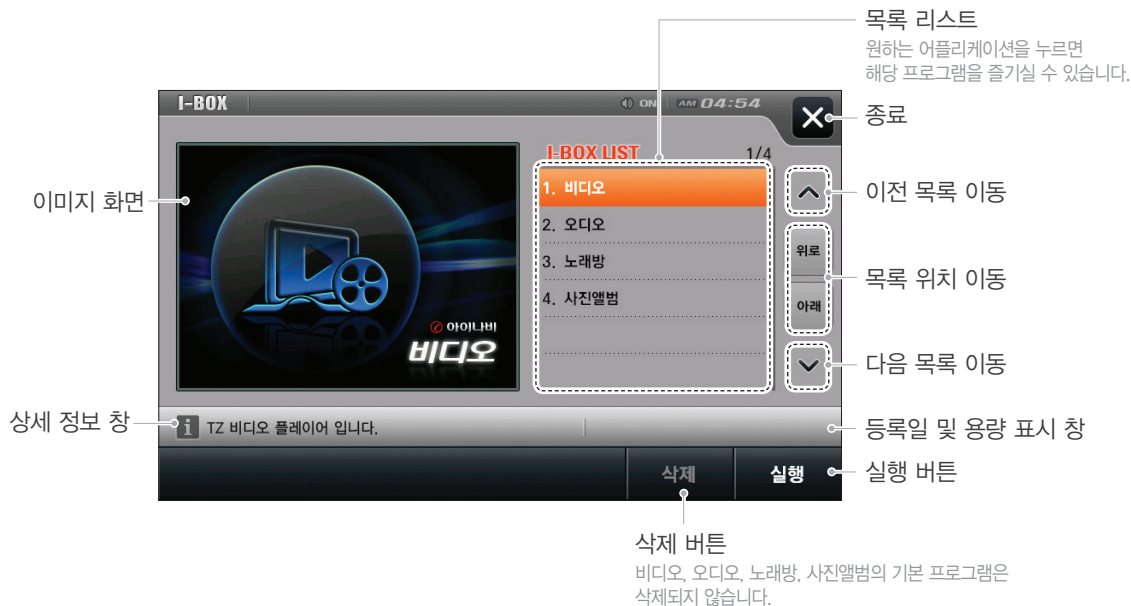 목록 리스트
원하는 어플리케이션을 누르면
해당 프로그램을 즐기실 수 있습니다.
I-BOX
ON AM 04:54
종료
I-BOX LIST 1/4
이미지 화면
1. 비디오
이전 목록 이동
2. 오디오
위로
3. 노래방
목록 위치 이동
4. 사진앨범
아래
아이나비
비디오
다음 목록 이동
상세 정보 창
i TZ 비디오 플레이어 입니다.
등록일 및 용량 표시 창
삭제 실행
실행 버튼
삭제 버튼
비디오, 오디오, 노래방, 사진앨범의 기본 프로그램은
삭제되지 않습니다.